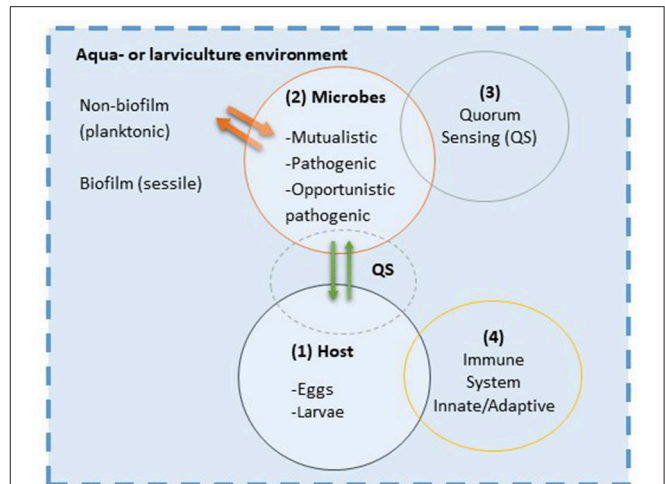 Aqua- or larviculture environment
Non-biofilm
(planktonic)
Biofilm (sessile)
(2) Microbes
-Mutualistic
-Pathogenic
-Opportunistic
pathogenic
(3)
Quorum
Sensing (QS)
QS
(1) Host
-Eggs
-Larvae
(4)
Immune
System
Innate/Adaptive